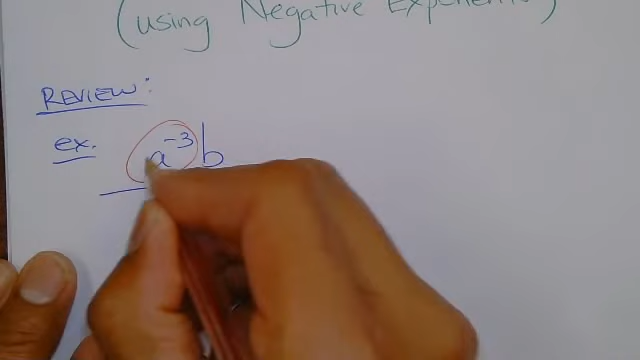 (using Negative Exponents)
REVIEW:
ex. a⁻³b